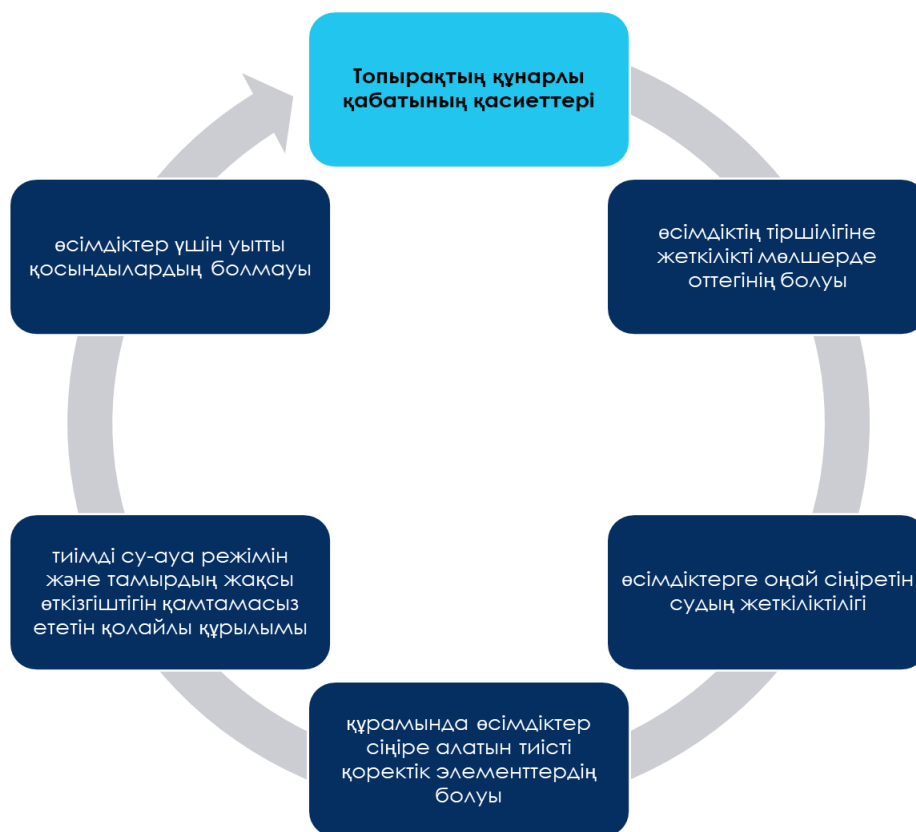 Топырақтың құнарлы
қабатының қасиеттері
өсімдіктің тіршілігіне
жеткілікті мөлшерде
оттегінің болуы
өсімдіктерге оңай сіңіретін
судың жеткіліктілігі
құрамында өсімдіктер
сіңіре алатын тиісті
қоректік элементтердің
болуы
тиімді су-ауа режімін
және тамырдың жақсы
өткізгіштігін қамтамасыз
ететін қолайлы құрылымы
өсімдіктер үшін уытты
қосындылардың болмауы